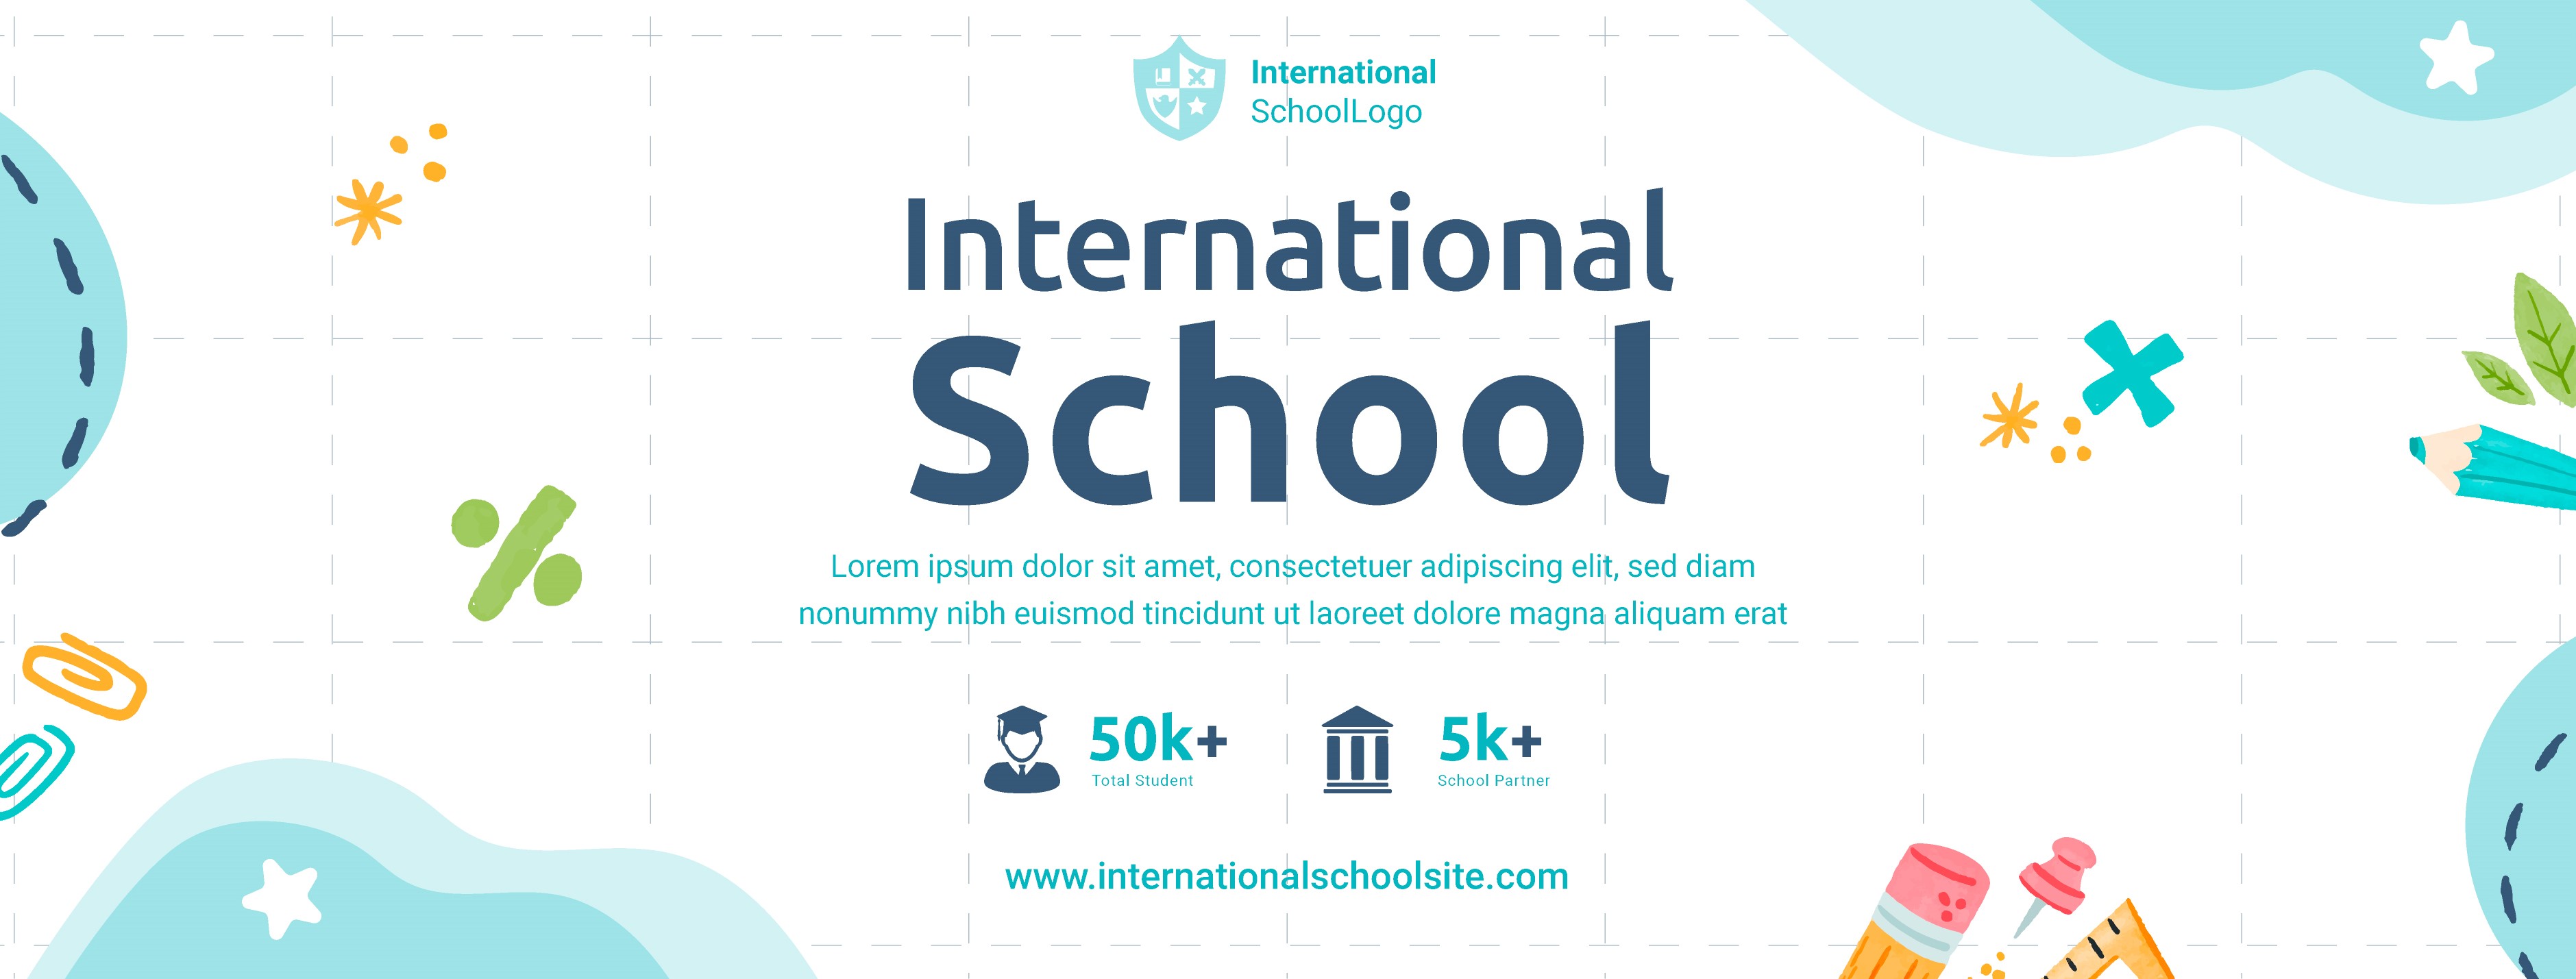 International
SchoolLogo
International
School
Lorem ipsum dolor sit amet, consectetuer adipiscing elit, sed diam
nonummy nibh euismod tincidunt ut laoreet dolore magna aliquam erat
50k+
Total Student
5k+
School Partner
www.internationalschoolsite.com